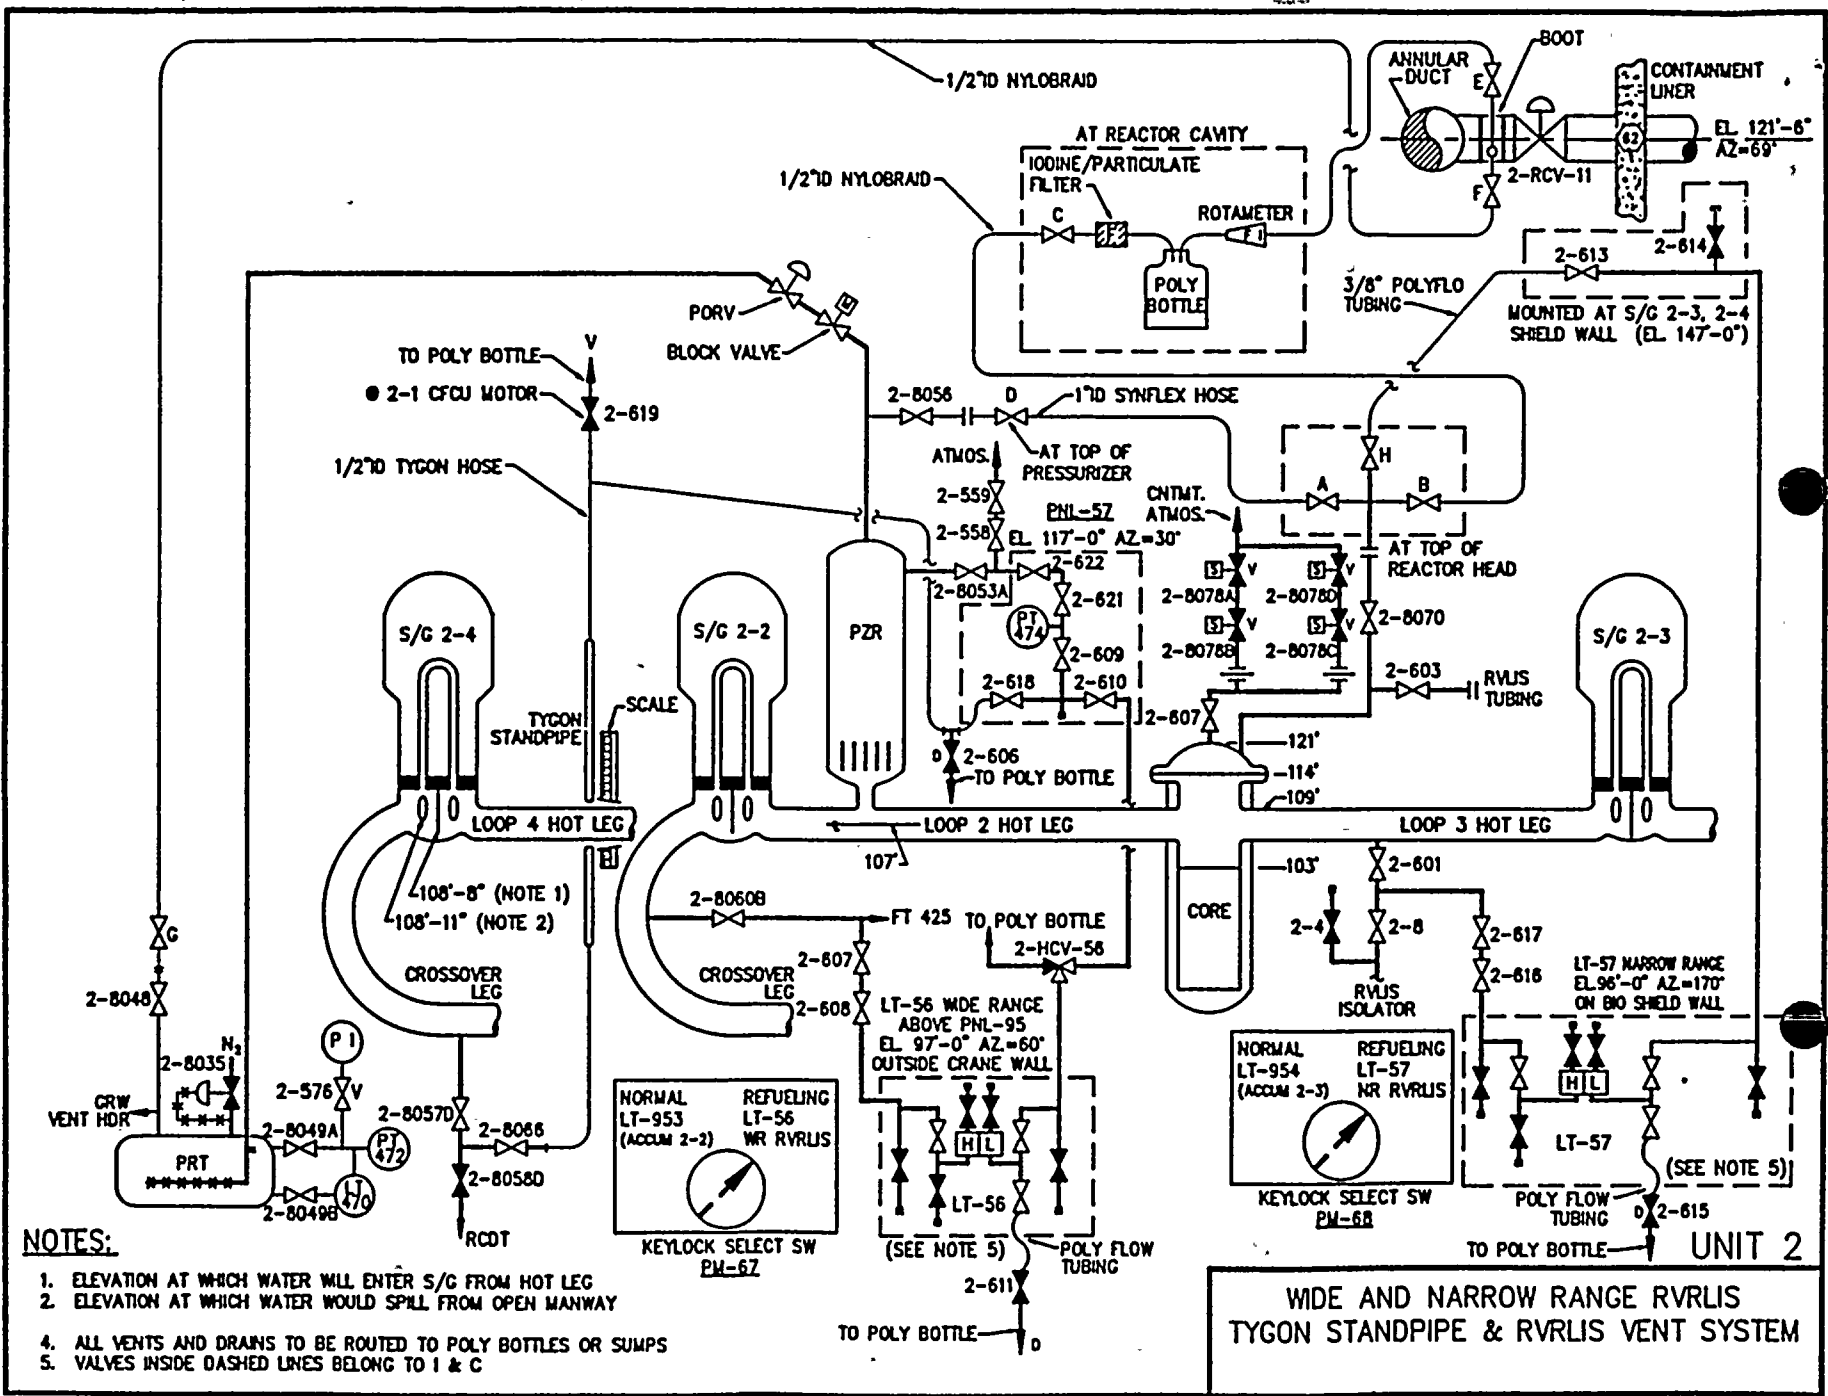 BOOT
ANNULAR
DUCT
E
CONTAINMENT
LINER
1/2"ID NYLOBRAID
62
EL 121'-6"
AZ=69°
AT REACTOR CAVITY
IODINE/PARTICULATE
FILTER
1/2"ID NYLOBRAID
2-RCV-11
F
C
ROTAMETER
F
F I
POLY
BOTTLE
2-613
2-614
3/8" POLYFLO
TUBING
MOUNTED AT S/G 2-3, 2-4
SHIELD WALL (EL. 147'-0")
PORV
M
BLOCK VALVE
V
TO POLY BOTTLE
@ 2-1 CFCU MOTOR
2-619
2-8056
D
1"ID SYNFLEX HOSE
AT TOP OF
PRESSURIZER
ATMOS.
1/2"ID TYGON HOSE
2-559
2-558
PNL-57
EL. 117'-0" AZ.=30°
CNTMT.
ATMOS.
H
A
B
AT TOP OF
REACTOR HEAD
2-622
2-8053A
2-621
PT
474
2-609
2-618
2-610
S
V
S
V
2-8078A
2-8078D
S
V
S
V
2-8078B
2-8078C
2-8070
2-603
RVLIS
TUBING
2-607
S/G 2-4
S/G 2-2
PZR
S/G 2-3
TYGON
STANDPIPE
SCALE
D
2-606
TO POLY BOTTLE
121'
114'
109'
LOOP 4 HOT LEG
LOOP 2 HOT LEG
LOOP 3 HOT LEG
107'
103'
108'-8" (NOTE 1)
108'-11" (NOTE 2)
2-601
CORE
2-8060B
FT 425
TO POLY BOTTLE
2-HCV-56
2-4
2-8
2-617
2-616
RVLIS
ISOLATOR
G
CROSSOVER
LEG
CROSSOVER
LEG
2-607
2-608
LT-56 WIDE RANGE
ABOVE PNL-95
EL 97'-0" AZ.=60°
OUTSIDE CRANE WALL
LT-57 NARROW RANGE
EL.96'-0" AZ.=170°
ON BIO SHIELD WALL
2-8048
N2
2-8035
P I
2-576
V
GRW
VENT HDR
2-8049A
PT
472
PRT
LT
470
2-8049B
2-8057D
2-8066
2-8058D
RCDT
NORMAL REFUELING
LT-953 LT-56
(ACCUM 2-2) WR RVRLIS
KEYLOCK SELECT SW
PM-67
H L
LT-56
(SEE NOTE 5)
POLY FLOW
TUBING
2-611
TO POLY BOTTLE
D
NORMAL REFUELING
LT-954 LT-57
(ACCUM 2-3) NR RVRLIS
KEYLOCK SELECT SW
PM-68
H L
LT-57
(SEE NOTE 5)
POLY FLOW
TUBING
D
2-615
TO POLY BOTTLE
UNIT 2
NOTES:
1. ELEVATION AT WHICH WATER WILL ENTER S/G FROM HOT LEG
2. ELEVATION AT WHICH WATER WOULD SPILL FROM OPEN MANWAY
4. ALL VENTS AND DRAINS TO BE ROUTED TO POLY BOTTLES OR SUMPS
5. VALVES INSIDE DASHED LINES BELONG TO I & C
WIDE AND NARROW RANGE RVRLIS
TYGON STANDPIPE & RVRLIS VENT SYSTEM